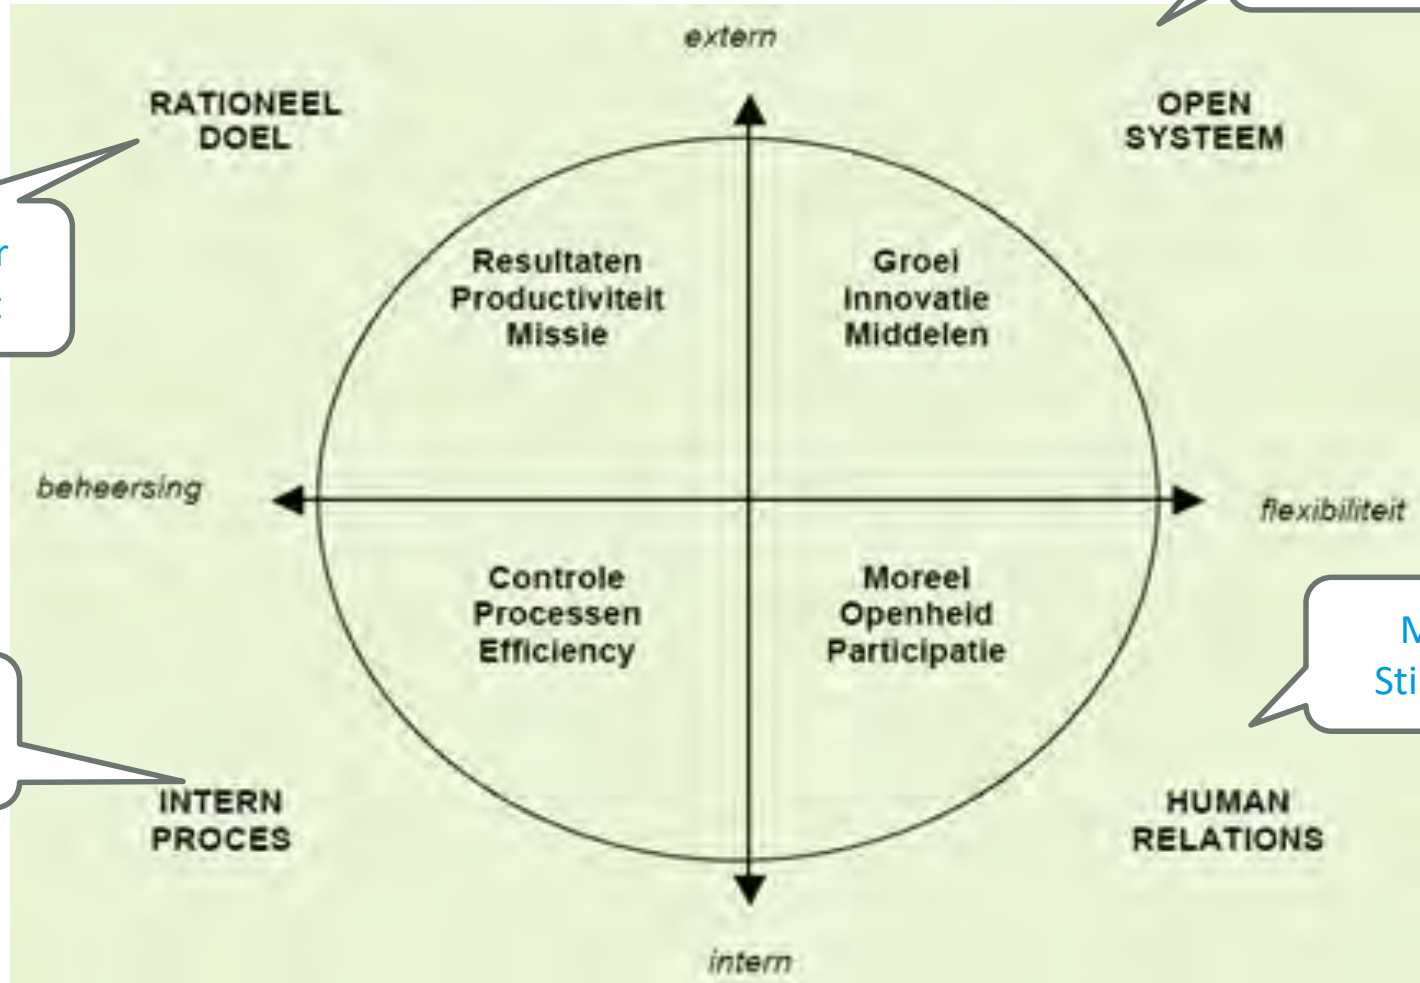 extern
RATIONEEL
DOEL
OPEN
SYSTEEM
Resultaten
Productiviteit
Missie
Groei
Innovatie
Middelen
beheersing
flexibiliteit
Controle
Processen
Efficiency
Moreel
Openheid
Participatie
INTERN
PROCES
HUMAN
RELATIONS
intern